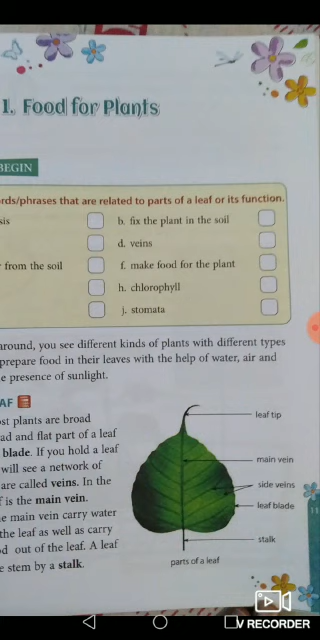 1. Food for Plants
BEGIN
rds/phrases that are related to parts of a leaf or its function.
sis
b. fix the plant in the soil
d. veins
from the soil
f. make food for the plant
h. chlorophyll
j. stomata
around, you see different kinds of plants with different types
prepare food in their leaves with the help of water, air and
e presence of sunlight.
AF
st plants are broad
ad and flat part of a leaf
blade. If you hold a leaf
will see a network of
are called veins. In the
f is the main vein.
e main vein carry water
the leaf as well as carry
d out of the leaf. A leaf
e stem by a stalk.
leaf tip
main vein
side veins
leaf blade
stalk
parts of a leaf
V RECORDER